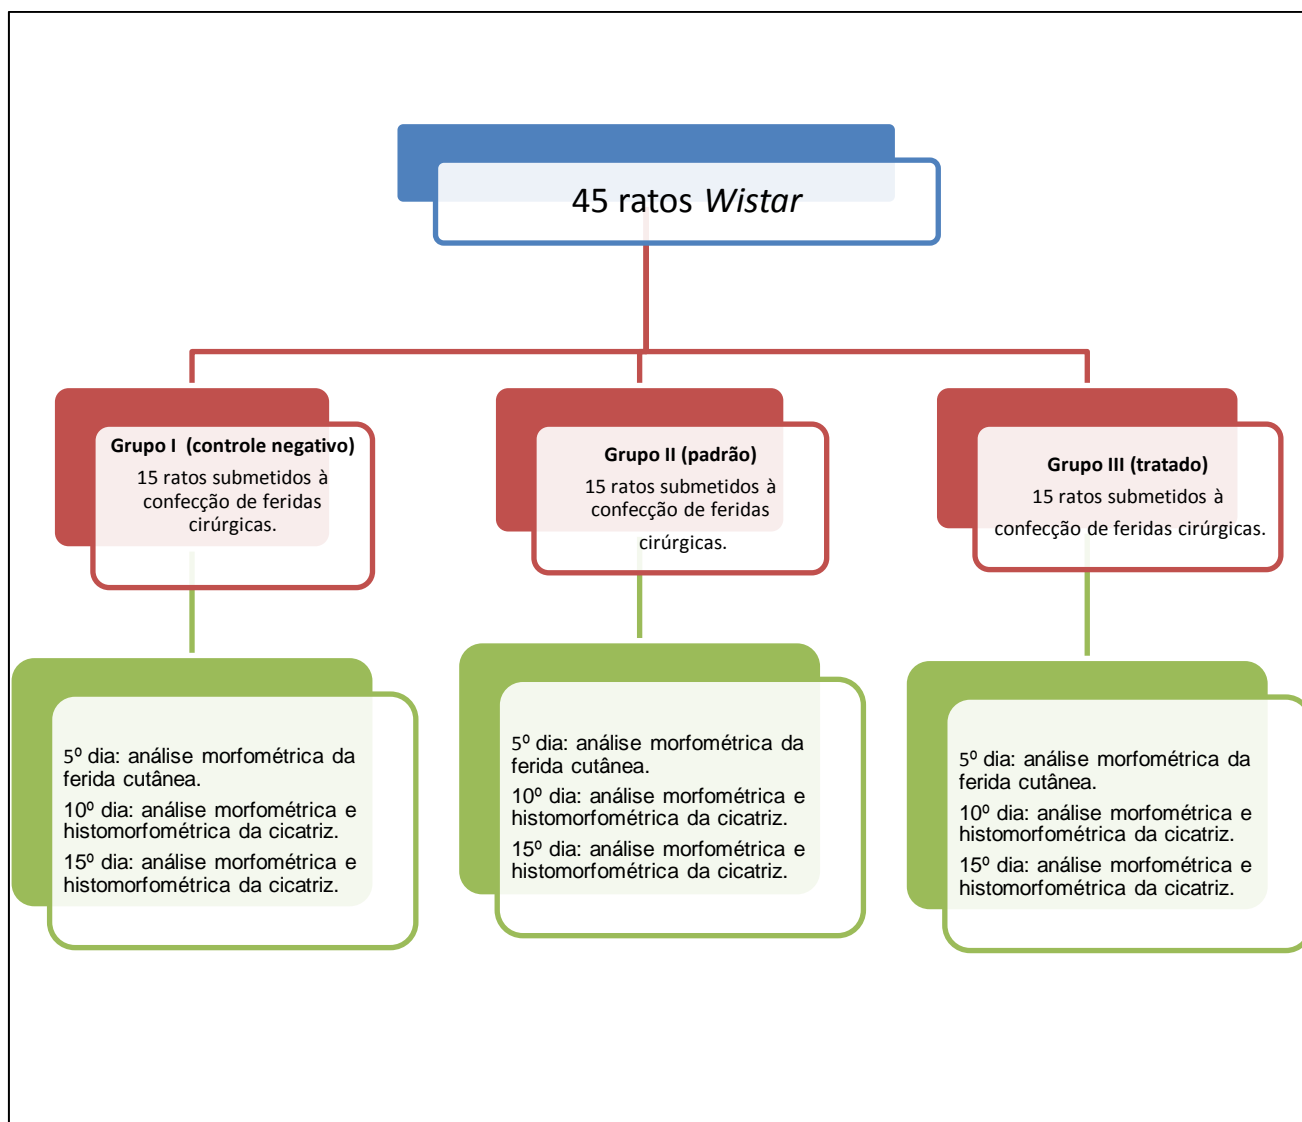 45 ratos Wistar
Grupo I (controle negativo)
15 ratos submetidos à
confecção de feridas
cirúrgicas.
Grupo II (padrão)
15 ratos submetidos à
confecção de feridas
cirúrgicas.
Grupo III (tratado)
15 ratos submetidos à
confecção de feridas cirúrgicas.
5º dia: análise morfométrica da
ferida cutânea.
10º dia: análise morfométrica e
histomorfométrica da cicatriz.
15º dia: análise morfométrica e
histomorfométrica da cicatriz.
5º dia: análise morfométrica da
ferida cutânea.
10º dia: análise morfométrica e
histomorfométrica da cicatriz.
15º dia: análise morfométrica e
histomorfométrica da cicatriz.
5º dia: análise morfométrica da
ferida cutânea.
10º dia: análise morfométrica e
histomorfométrica da cicatriz.
15º dia: análise morfométrica e
histomorfométrica da cicatriz.